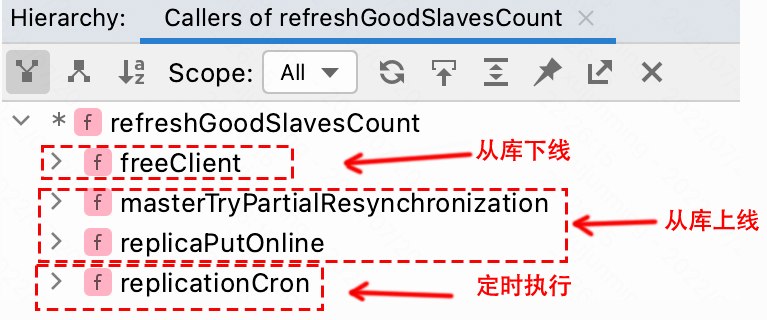 Hierarchy: Callers of refreshGoodSlavesCount ×
Scope: All
* f refreshGoodSlavesCount
f freeClient 从库下线
f masterTryPartialResynchronization
从库上线
f replicaPutOnline
f replicationCron 定时执行